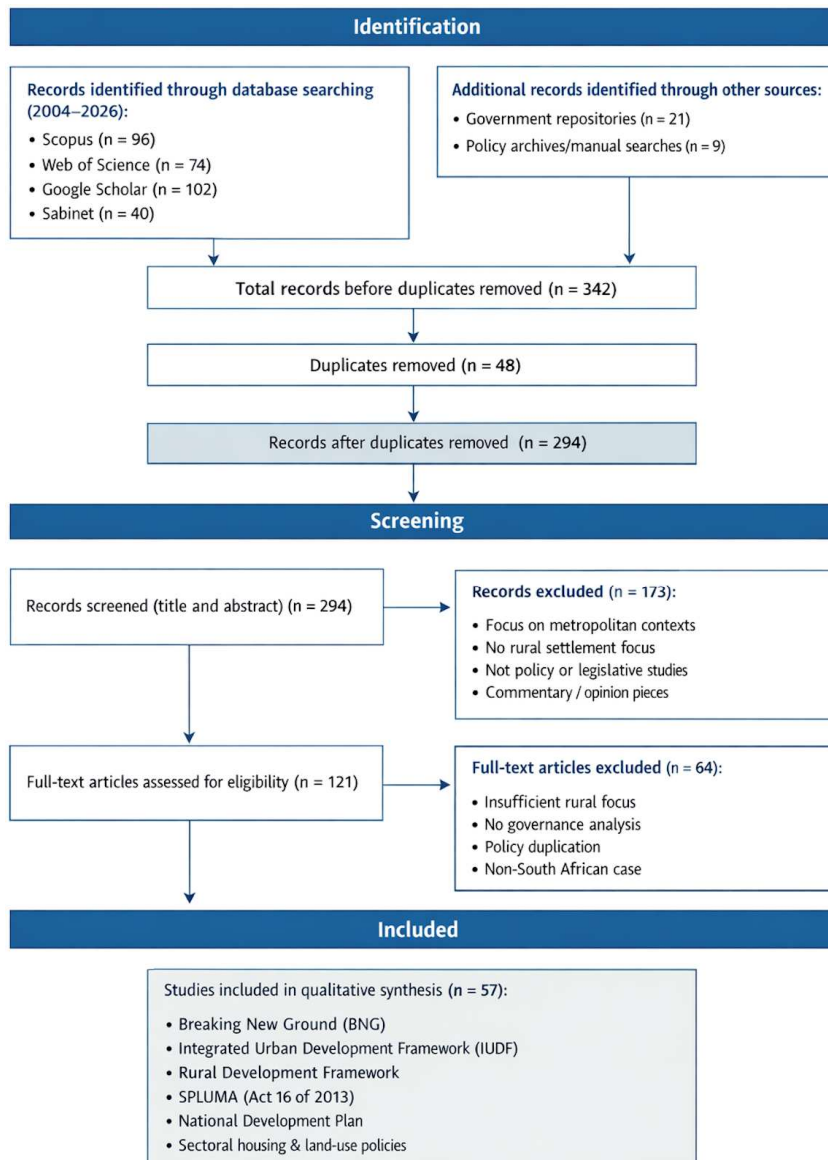 Identification
Records identified through database searching
(2004–2026):
• Scopus (n = 96)
• Web of Science (n = 74)
• Google Scholar (n = 102)
• Sabinet (n = 40)
Additional records identified through other sources:
• Government repositories (n = 21)
• Policy archives/manual searches (n = 9)
Total records before duplicates removed (n = 342)
Duplicates removed (n = 48)
Records after duplicates removed (n = 294)
Screening
Records screened (title and abstract) (n = 294)
Records excluded (n = 173):
• Focus on metropolitan contexts
• No rural settlement focus
• Not policy or legislative studies
• Commentary / opinion pieces
Full-text articles assessed for eligibility (n = 121)
Full-text articles excluded (n = 64):
• Insufficient rural focus
• No governance analysis
• Policy duplication
• Non-South African case
Included
Studies included in qualitative synthesis (n = 57):
• Breaking New Ground (BNG)
• Integrated Urban Development Framework (IUDF)
• Rural Development Framework
• SPLUMA (Act 16 of 2013)
• National Development Plan
• Sectoral housing & land-use policies